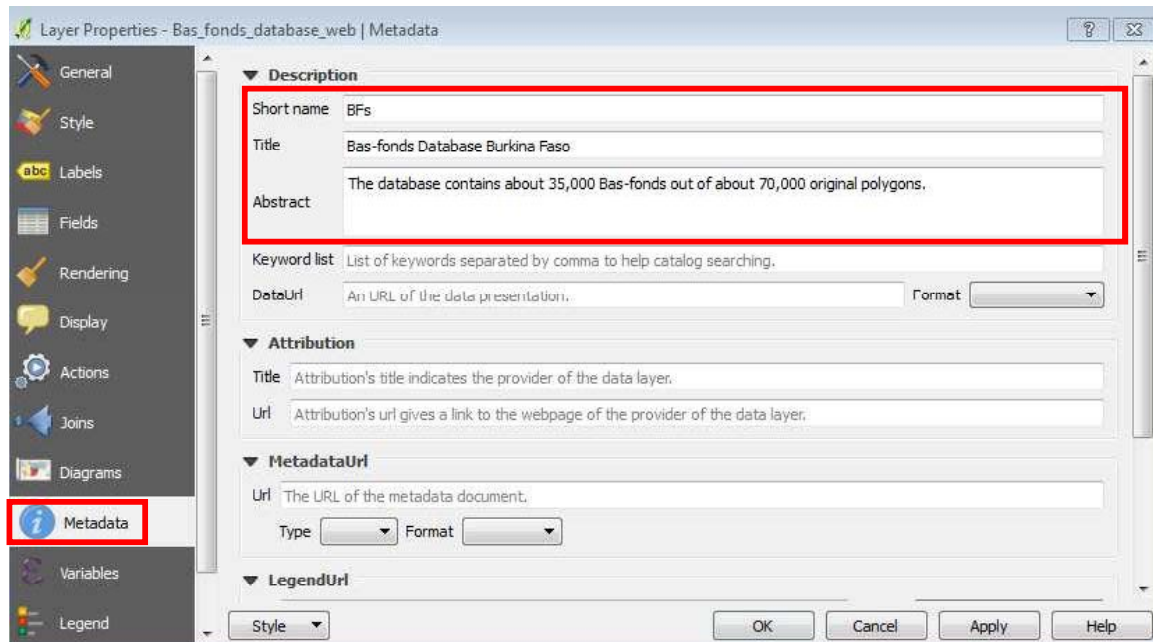 Layer Properties - Bas_fonds_database_web | Metadata
General
Style
abc Labels
Fields
Rendering
Display
Actions
Joins
Diagrams
Metadata
Variables
Legend
Description
Short name BFs
Title Bas-fonds Database Burkina Faso
Abstract The database contains about 35,000 Bas-fonds out of about 70,000 original polygons.
Keyword list List of keywords separated by comma to help catalog searching.
DataUrl An URL of the data presentation. Format
Attribution
Title Attribution's title indicates the provider of the data layer.
Url Attribution's url gives a link to the webpage of the provider of the data layer.
MetadataUrl
Url The URL of the metadata document.
Type Format
LegendUrl
Style OK Cancel Apply Help